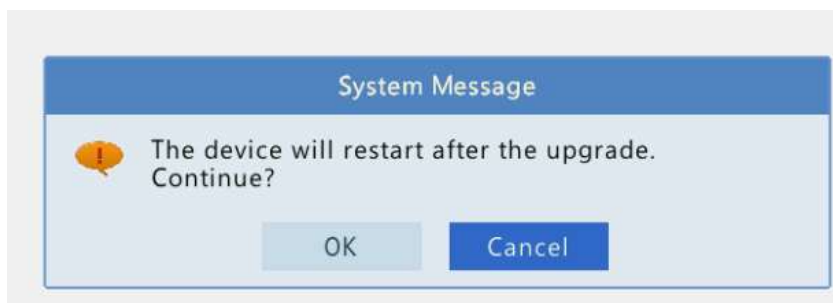 System Message
The device will restart after the upgrade.
Continue?
OK
Cancel